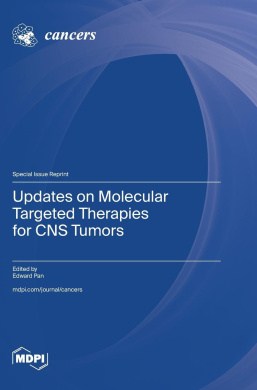 cancers
Special Issue Reprint
Updates on Molecular
Targeted Therapies
for CNS Tumors
Edited by
Edward Pan
mdpi.com/journal/cancers
MDPI